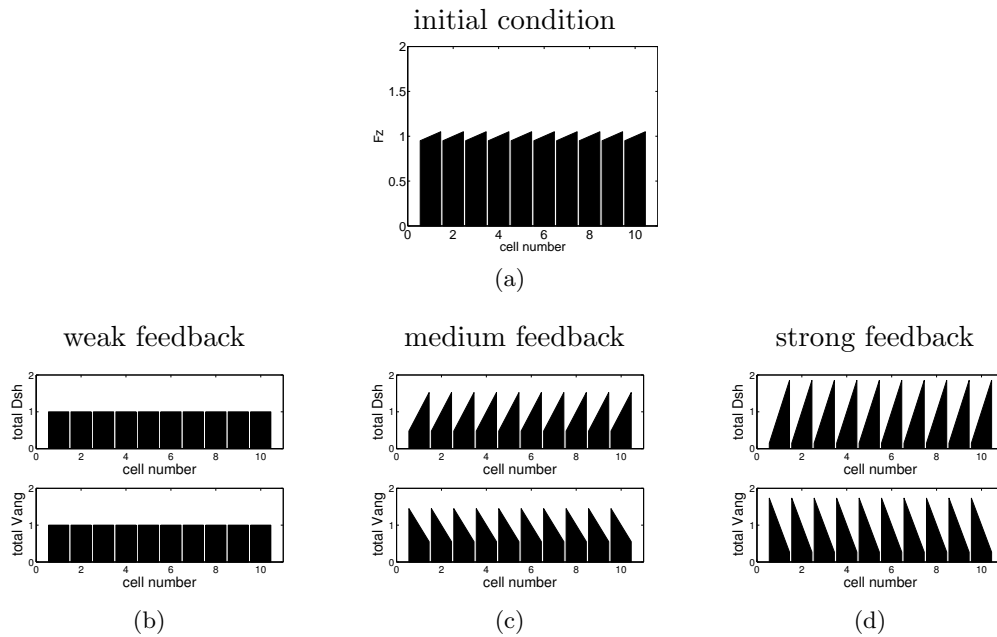 initial condition
2
1.5
1
0.5
0
Fz
0 2 4 6 8 10
cell number
(a)
weak feedback
2
1
0
total Dsh
0 2 4 6 8 10
cell number
2
1
0
total Vang
0 2 4 6 8 10
cell number
(b)
medium feedback
2
1
0
total Dsh
0 2 4 6 8 10
cell number
2
1
0
total Vang
0 2 4 6 8 10
cell number
(c)
strong feedback
2
1
0
total Dsh
0 2 4 6 8 10
cell number
2
1
0
total Vang
0 2 4 6 8 10
cell number
(d)